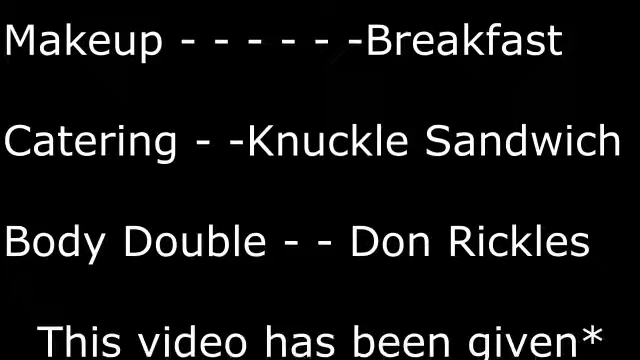 Makeup - - - - - -Breakfast
Catering - -Knuckle Sandwich
Body Double - - Don Rickles
This video has been given*